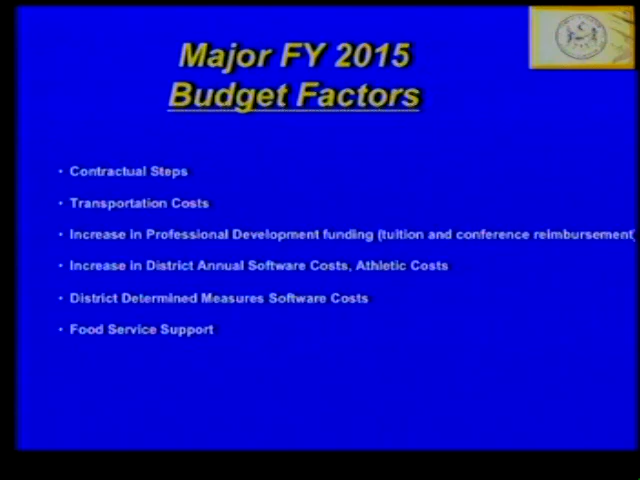 Major FY 2015
Budget Factors
• Contractual Steps
• Transportation Costs
• Increase in Professional Development funding (tuition and conference reimbursement)
• Increase in District Annual Software Costs, Athletic Costs
• District Determined Measures Software Costs
• Food Service Support